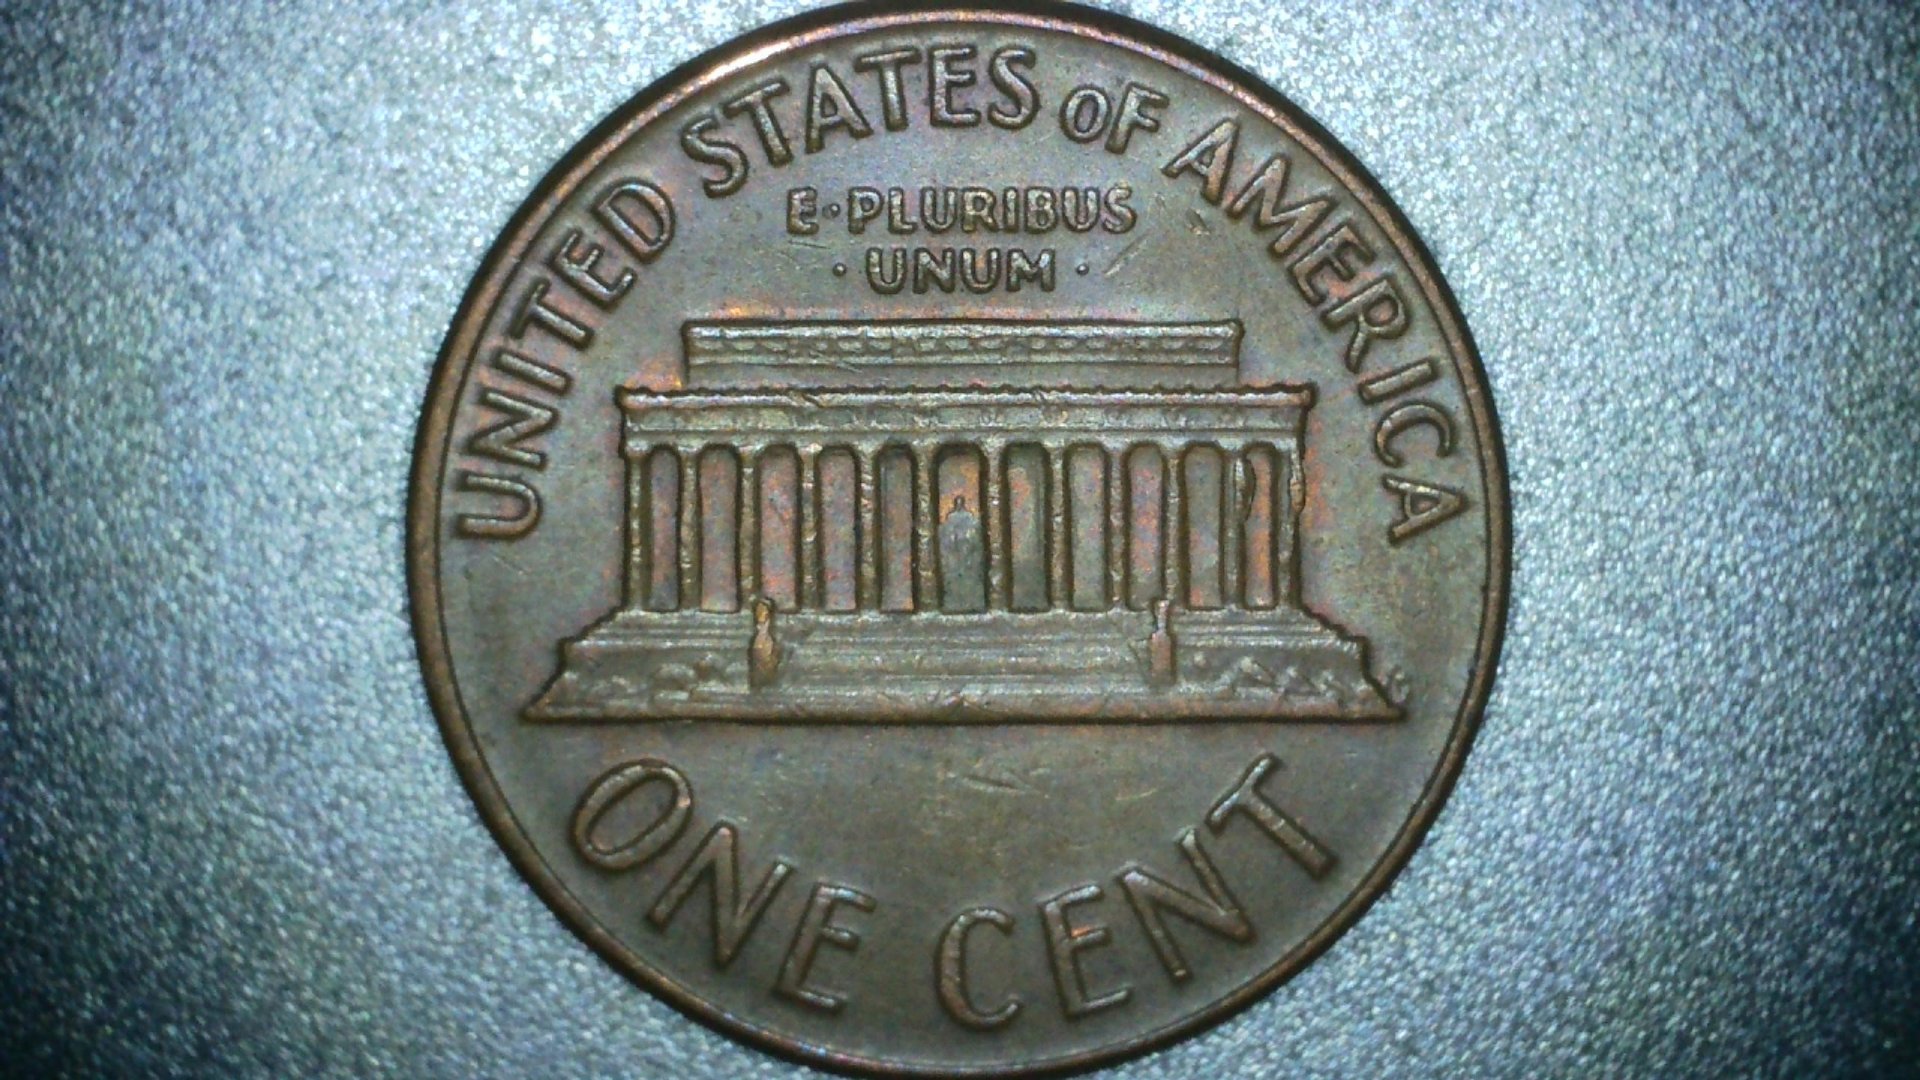 UNITED STATES OF AMERICA
E·PLURIBUS
·UNUM·
ONE CENT